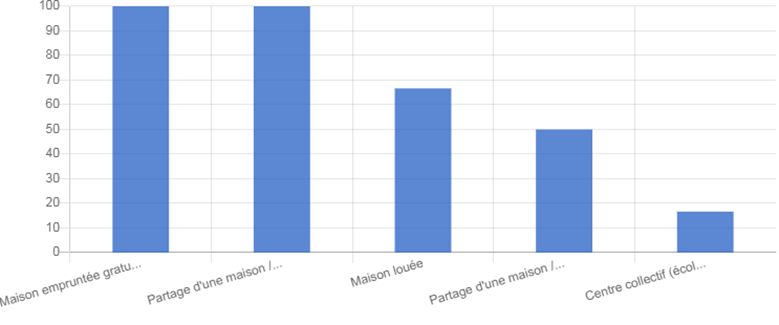 100
90
80
70
60
50
40
30
20
10
0
Maison empruntée gratu...
Partage d'une maison /...
Maison louée
Partage d'une maison /...
Centre collectif (écol...